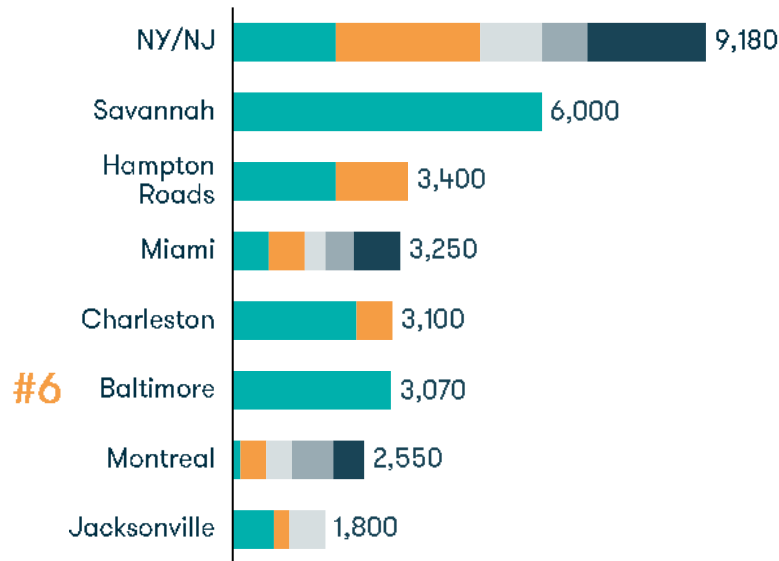 NY/NJ 9,180
Savannah 6,000
Hampton
Roads 3,400
Miami 3,250
Charleston 3,100
#6 Baltimore 3,070
Montreal 2,550
Jacksonville 1,800